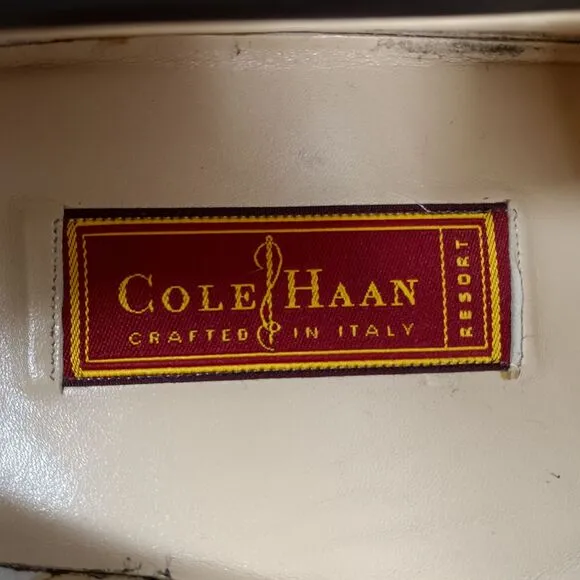 COLE HAAN
CRAFTED IN ITALY
RESORT